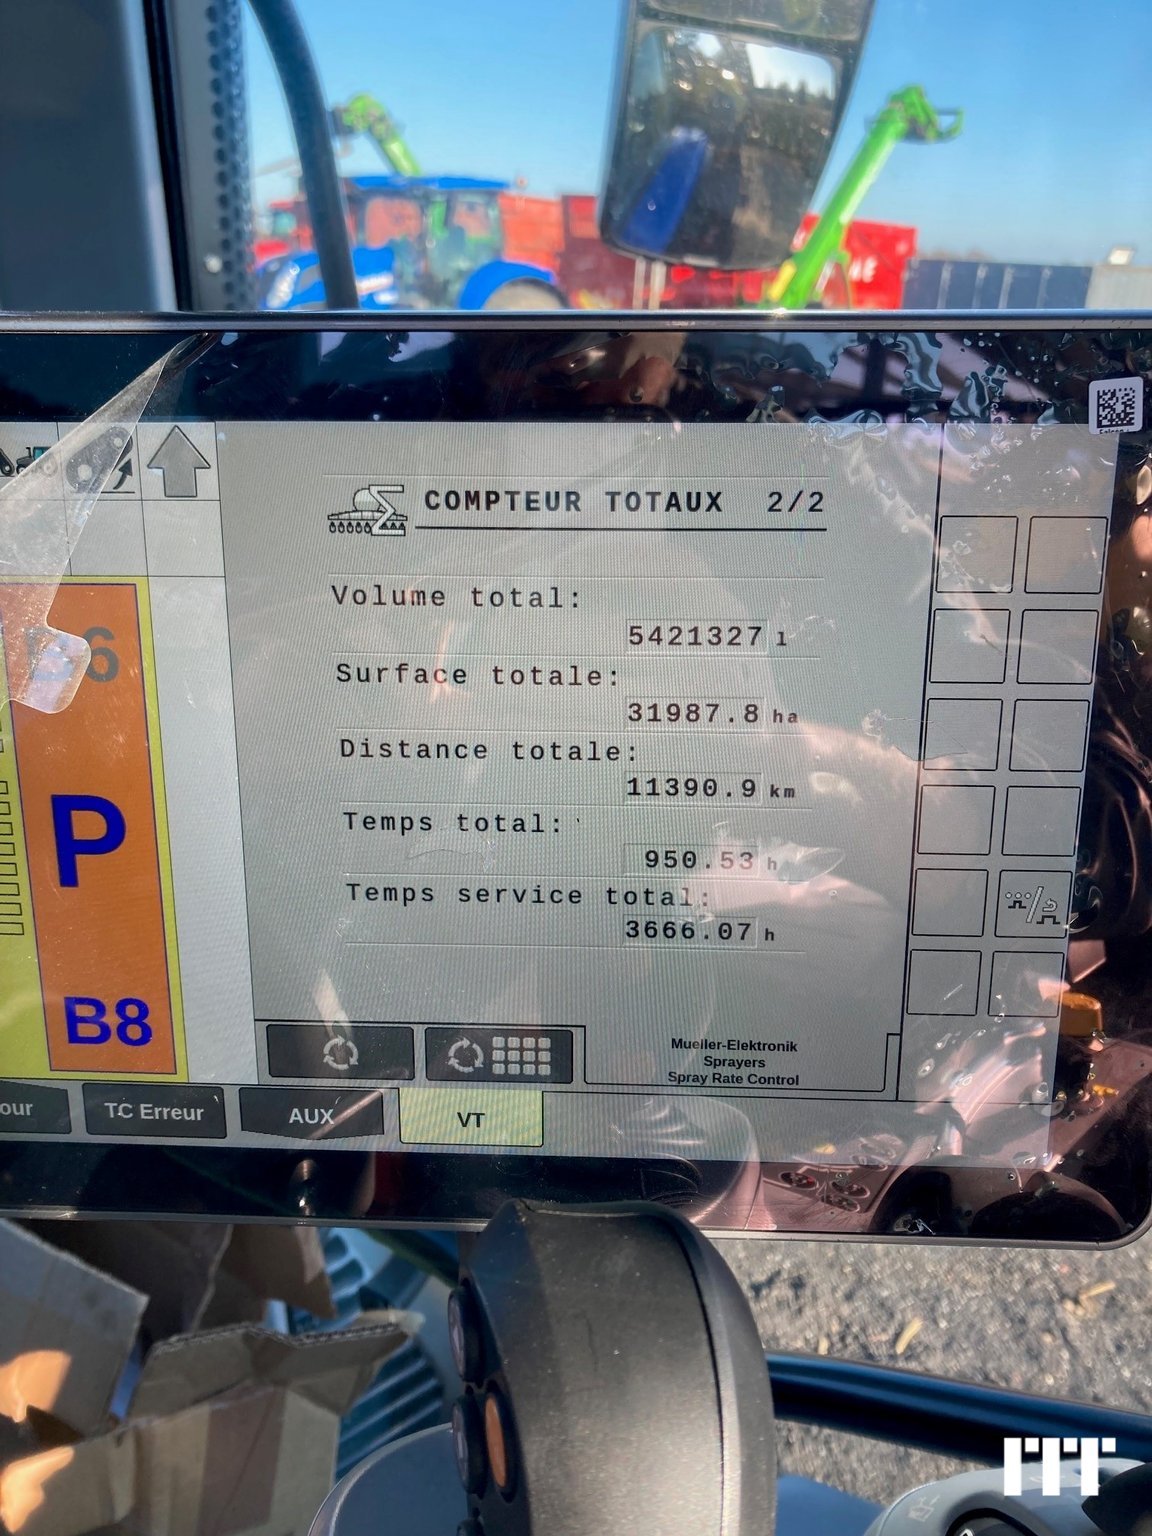 COMPTEUR TOTAUX 2/2
Volume total:
5421327 l
Surface totale:
31987.8 ha
Distance totale:
11390.9 km
Temps total:
950.53 h
Temps service total:
3666.07 h
P
B8
Mueller-Elektronik
Sprayers
Spray Rate Control
TC Erreur
AUX
VT